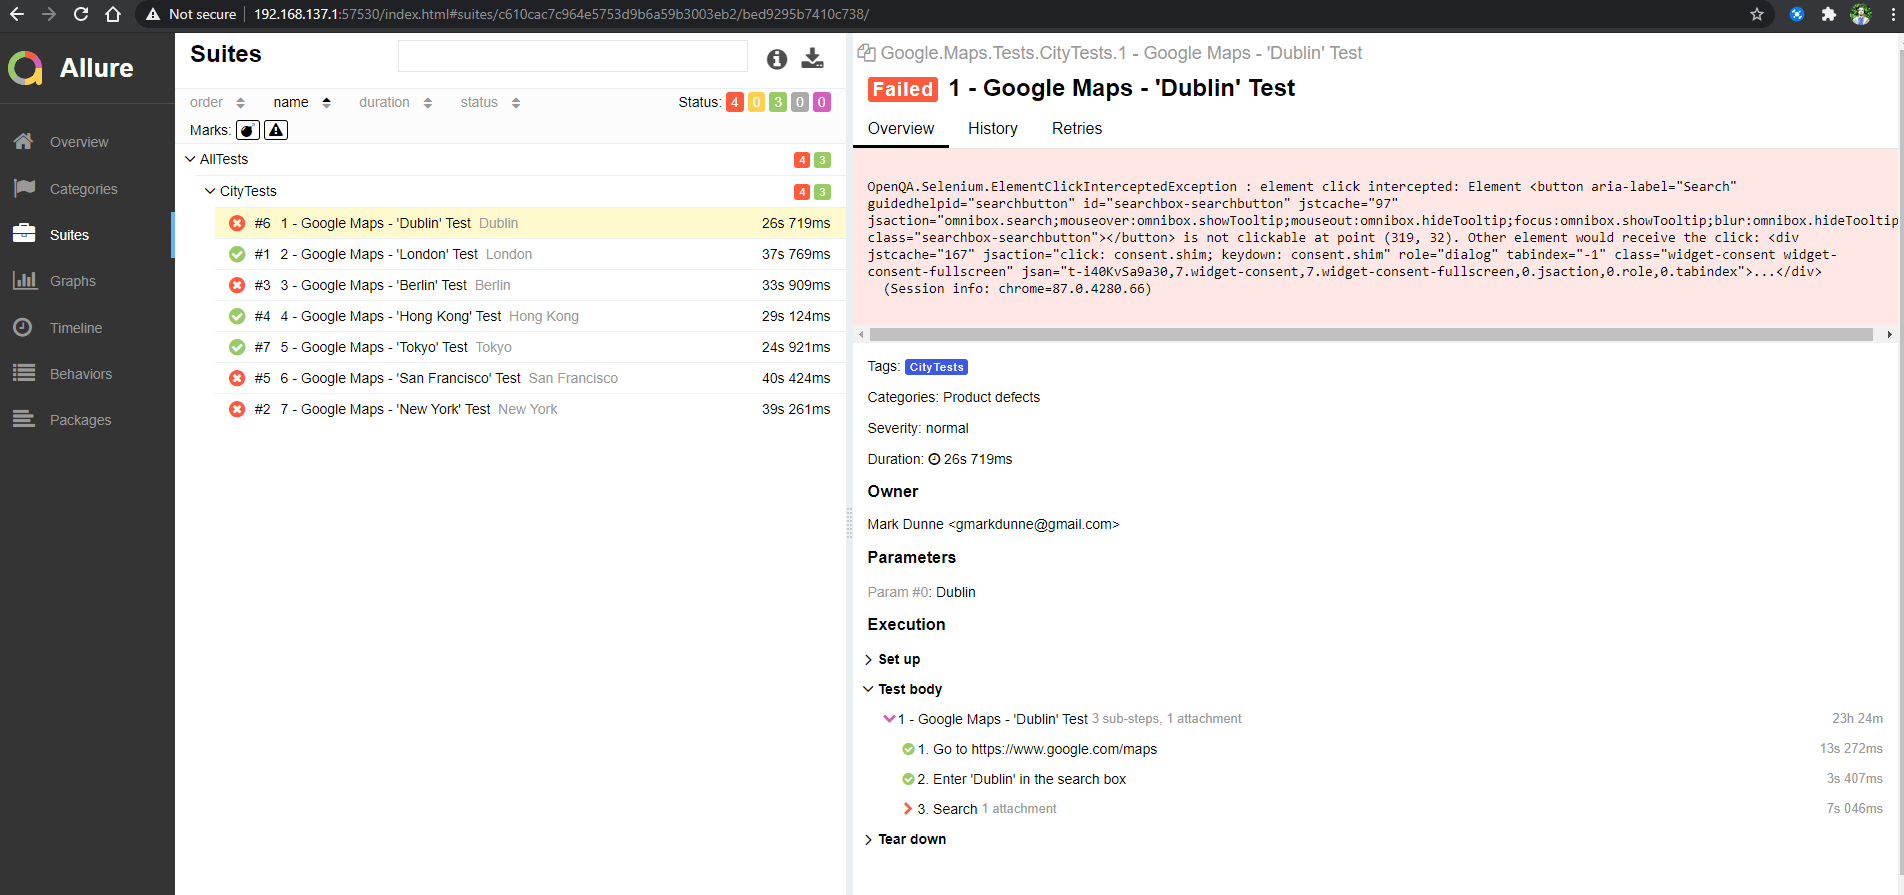 Not secure 192.168.137.1:57530/index.html#suites/c610cac7c964e5753d9b6a59b3003eb2/bed9295b7410c738/
Allure
Overview
Categories
Suites
Graphs
Timeline
Behaviors
Packages
Suites
order name duration status Status: 4 0 3 0 0
Marks:
AllTests 4 3
CityTests 4 3
#6 1 - Google Maps - 'Dublin' Test Dublin 26s 719ms
#1 2 - Google Maps - 'London' Test London 37s 769ms
#3 3 - Google Maps - 'Berlin' Test Berlin 33s 909ms
#4 4 - Google Maps - 'Hong Kong' Test Hong Kong 29s 124ms
#7 5 - Google Maps - 'Tokyo' Test Tokyo 24s 921ms
#5 6 - Google Maps - 'San Francisco' Test San Francisco 40s 424ms
#2 7 - Google Maps - 'New York' Test New York 39s 261ms
Google.Maps.Tests.CityTests.1 - Google Maps - 'Dublin' Test
Failed 1 - Google Maps - 'Dublin' Test
Overview History Retries
OpenQA.Selenium.ElementClickInterceptedException : element click intercepted: Element <button aria-label="Search"
guidedhelpid="searchbutton" id="searchbox-searchbutton" jstcache="97"
jsaction="omnibox.search;mouseover:omnibox.showTooltip;mouseout:omnibox.hideTooltip;focus:omnibox.showTooltip;blur:omnibox.hideTooltip
class="searchbox-searchbutton"></button> is not clickable at point (319, 32). Other element would receive the click: <div
jstcache="167" jsaction="click: consent.shim; keydown: consent.shim" role="dialog" tabindex="-1" class="widget-consent widget-
consent-fullscreen" jsan="t-i40KvSa9a30,7.widget-consent,7.widget-consent-fullscreen,0.jsaction,0.role,0.tabindex">...</div>
(Session info: chrome=87.0.4280.66)
Tags: CityTests
Categories: Product defects
Severity: normal
Duration: 26s 719ms
Owner
Mark Dunne <gmarkdunne@gmail.com>
Parameters
Param #0: Dublin
Execution
Set up
Test body
1 - Google Maps - 'Dublin' Test 3 sub-steps, 1 attachment 23h 24m
1. Go to https://www.google.com/maps 13s 272ms
2. Enter 'Dublin' in the search box 3s 407ms
3. Search 1 attachment 7s 046ms
Tear down